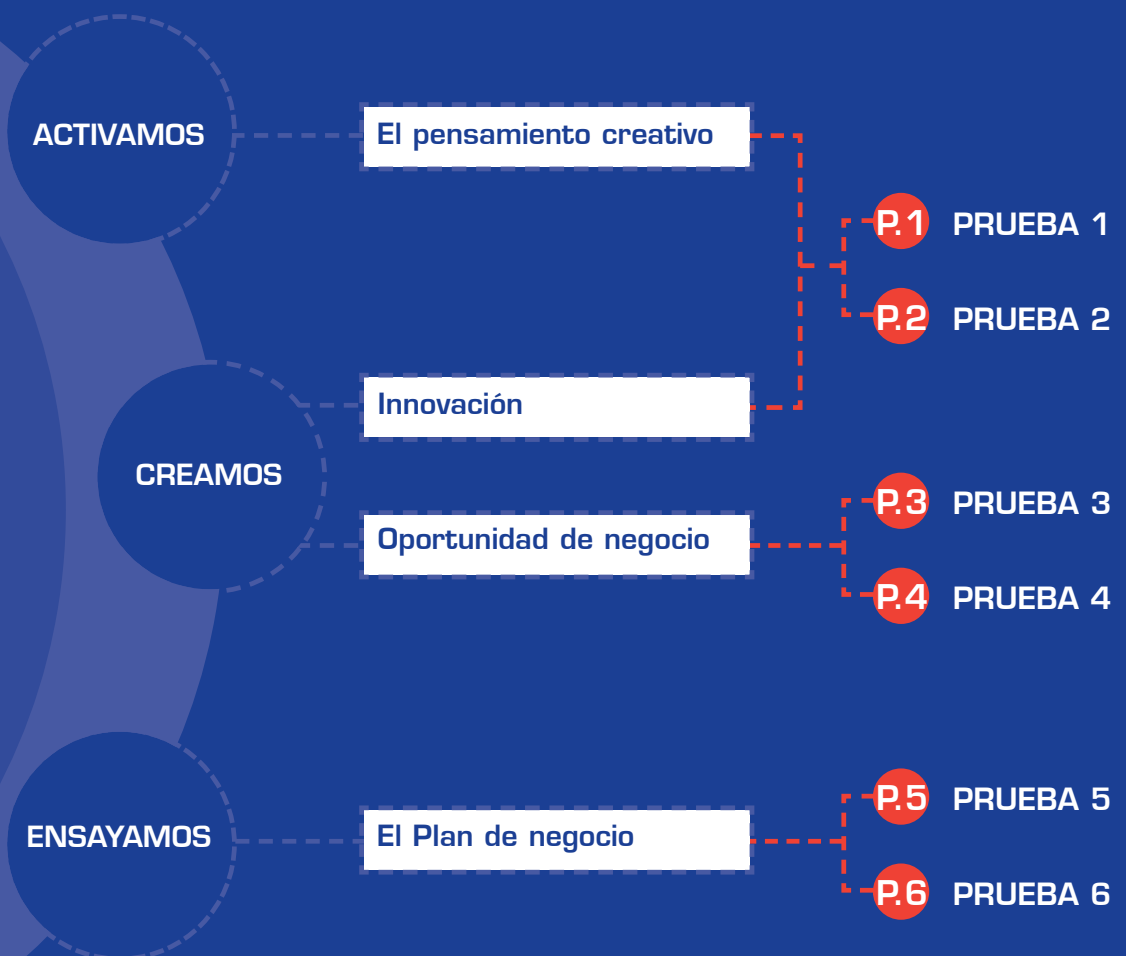 ACTIVAMOS
El pensamiento creativo
P.1 PRUEBA 1
P.2 PRUEBA 2
Innovación
CREAMOS
Oportunidad de negocio
P.3 PRUEBA 3
P.4 PRUEBA 4
ENSAYAMOS
El Plan de negocio
P.5 PRUEBA 5
P.6 PRUEBA 6